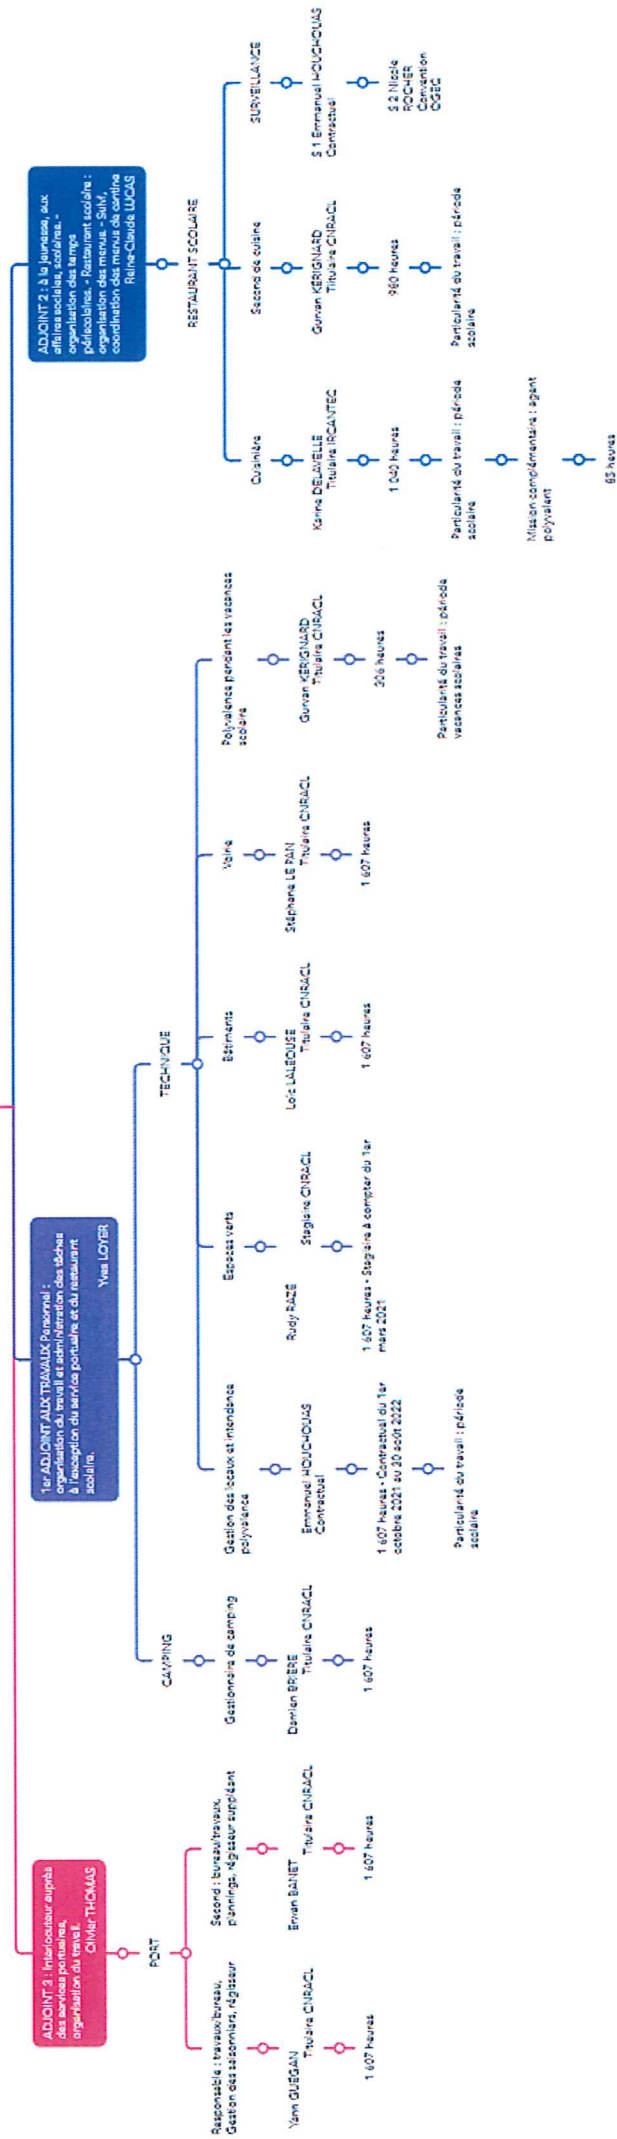 ADJOINT 3 : Interlocuteur auprès
des services portuaires,
organisation du travail.
Olivier THOMAS
PORT
Responsable : travaux/bureau,
Gestion des saisonniers, régisseur
Yann GUEGAN
Titulaire CNRACL
1 607 heures
Second : bureau/travaux,
plannings, régisseur suppléant
Erwan BANET
Titulaire CNRACL
1 607 heures
1er ADJOINT AUX TRAVAUX Personnel :
organisation du travail et administration des tâches
à l'exception du service portuaire et du restaurant
scolaire.
Yves LOYER
CAMPING
Gestionnaire de camping
Damien BRIERE
Titulaire CNRACL
1 607 heures
TECHNIQUE
Gestion des locaux et intendance
polyvalence
Emmanuel HOUCHOUAS
Contractuel
1 607 heures - Contractuel du 1er
octobre 2021 au 30 août 2022
Particularité du travail : période
scolaire
Espaces verts
Rudy RAZE
Stagiaire CNRACL
1 607 heures - Stagiaire à compter du 1er
mars 2021
Bâtiments
Loïc LALEOUSE
Titulaire CNRACL
1 607 heures
Voirie
Stéphane LE PAN
Titulaire CNRACL
1 607 heures
Polyvalence pendant les vacances
scolaire
Gurvan KERIGNARD
Titulaire CNRACL
306 heures
Particularité du travail : période
vacances scolaires
ADJOINT 2 : à la jeunesse, aux
affaires sociales, scolaires. -
organisation des temps
périscolaires. - Restaurant scolaire :
organisation des menus. - Suivi,
coordination des menus de cantine
Reine-Claude LUCAS
RESTAURANT SCOLAIRE
Cuisinière
Karine DELAVELLE
Titulaire IRCANTEC
1 040 heures
Particularité du travail : période
scolaire
Mission complémentaire : agent
polyvalent
83 heures
Second de cuisine
Gurvan KERIGNARD
Titulaire CNRACL
980 heures
Particularité du travail : période
scolaire
SURVEILLANCE
S 1 Emmanuel HOUCHOUAS
Contractuel
S 2 Nicole
ROCHER
Convention
OGEC